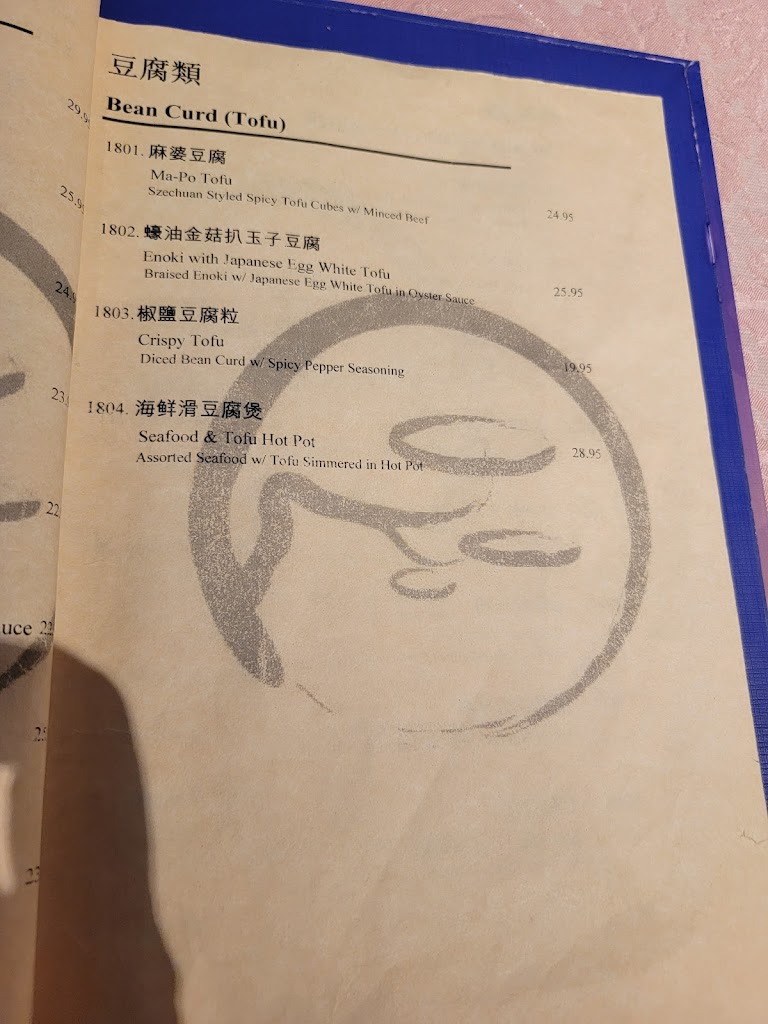 豆腐類
Bean Curd (Tofu)
1801. 麻婆豆腐
Ma-Po Tofu
Szechuan Styled Spicy Tofu Cubes w/ Minced Beef 24.95
1802. 蠔油金菇扒玉子豆腐
Enoki with Japanese Egg White Tofu
Braised Enoki w/ Japanese Egg White Tofu in Oyster Sauce 25.95
1803. 椒鹽豆腐粒
Crispy Tofu
Diced Bean Curd w/ Spicy Pepper Seasoning 19.95
1804. 海鮮滑豆腐煲
Seafood & Tofu Hot Pot
Assorted Seafood w/ Tofu Simmered in Hot Pot 28.95